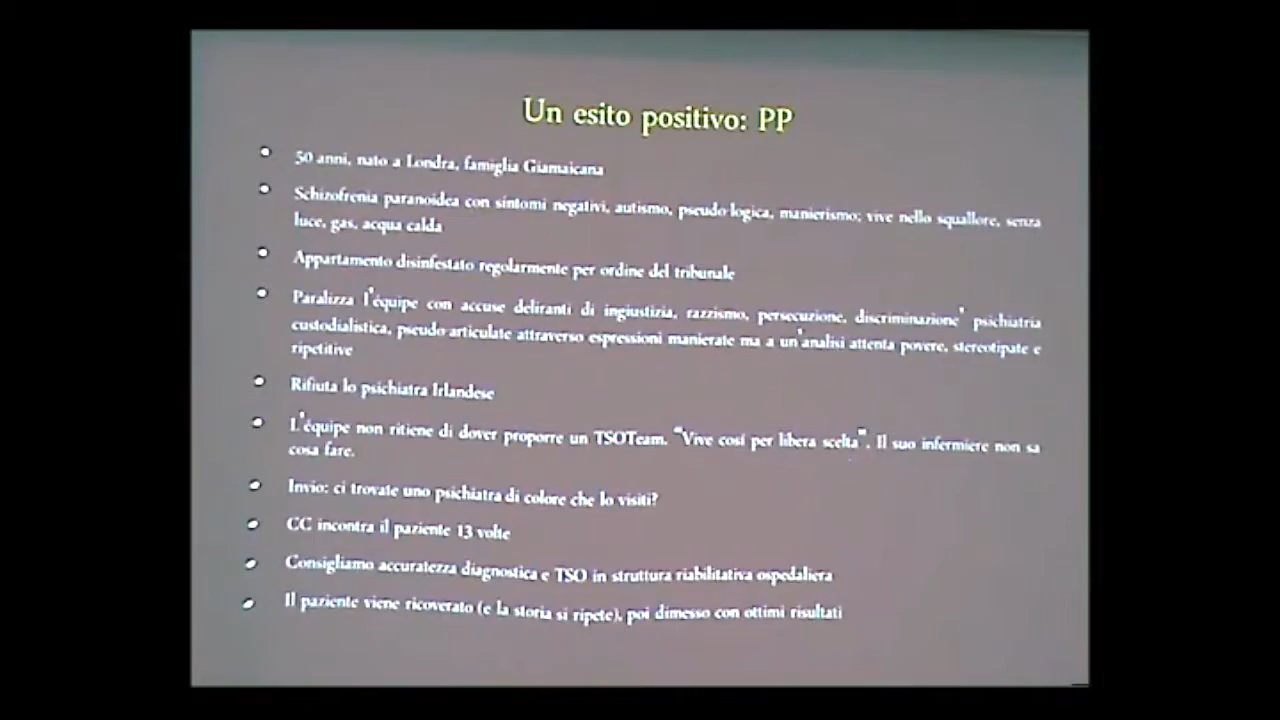 Un esito positivo: PP
• 50 anni, nato a Londra, famiglia Giamaicana
• Schizofrenia paranoidea con sintomi negativi, autismo, pseudo-logica, manierismo; vive nello squallore, senza
luce, gas, acqua calda
• Appartamento disinfestato regolarmente per ordine del tribunale
• Paralizza l'équipe con accuse deliranti di ingiustizia, razzismo, persecuzione, discriminazione' psichiatria
custodialistica, pseudo-articulate attraverso espressioni manierate ma a un'analisi attenta povere, stereotipate e
ripetitive
• Rifiuta lo psichiatra Irlandese
• L'équipe non ritiene di dover proporre un TSOTeam. "Vive così per libera scelta". Il suo infermiere non sa
cosa fare.
• Invio: ci trovate uno psichiatra di colore che lo visiti?
• CC incontra il paziente 13 volte
• Consigliamo accuratezza diagnostica e TSO in struttura riabilitativa ospedaliera
• Il paziente viene ricoverato (e la storia si ripete), poi dimesso con ottimi risultati